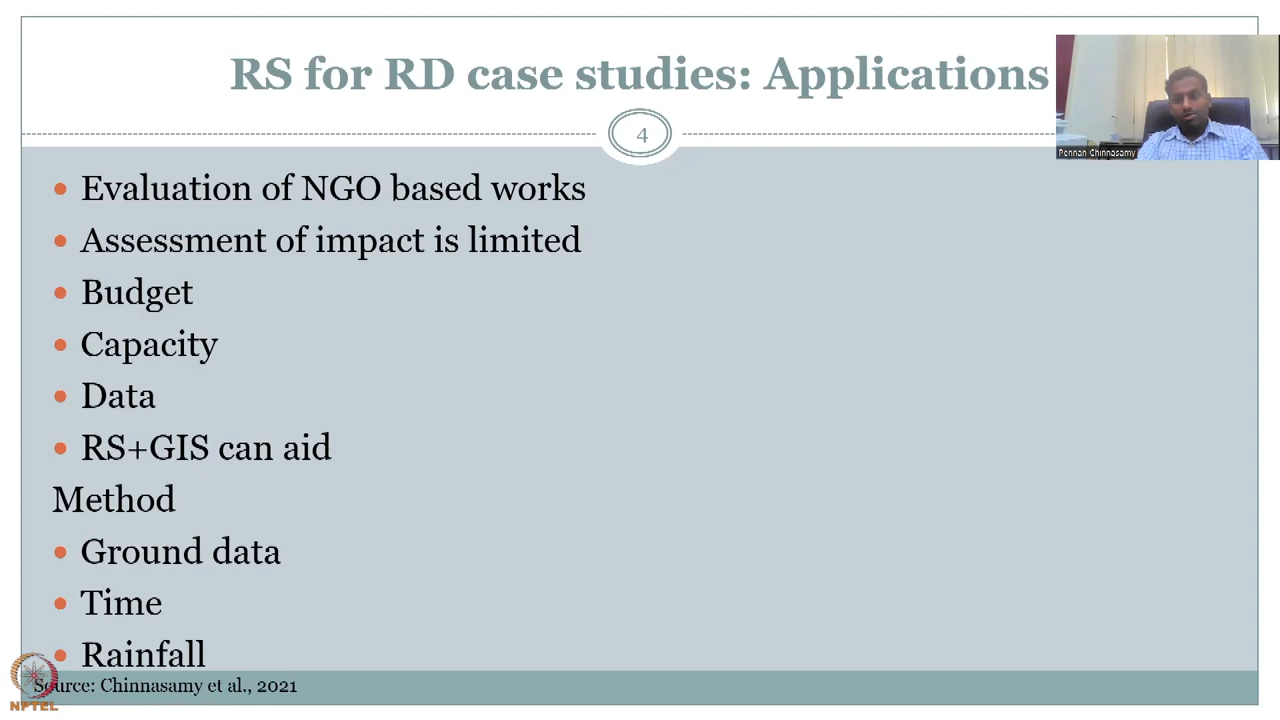 RS for RD case studies: Applications
4
Pennan Chinnasamy
Evaluation of NGO based works
Assessment of impact is limited
Budget
Capacity
Data
RS+GIS can aid
Method
Ground data
Time
Rainfall
Source: Chinnasamy et al., 2021
NPTEL